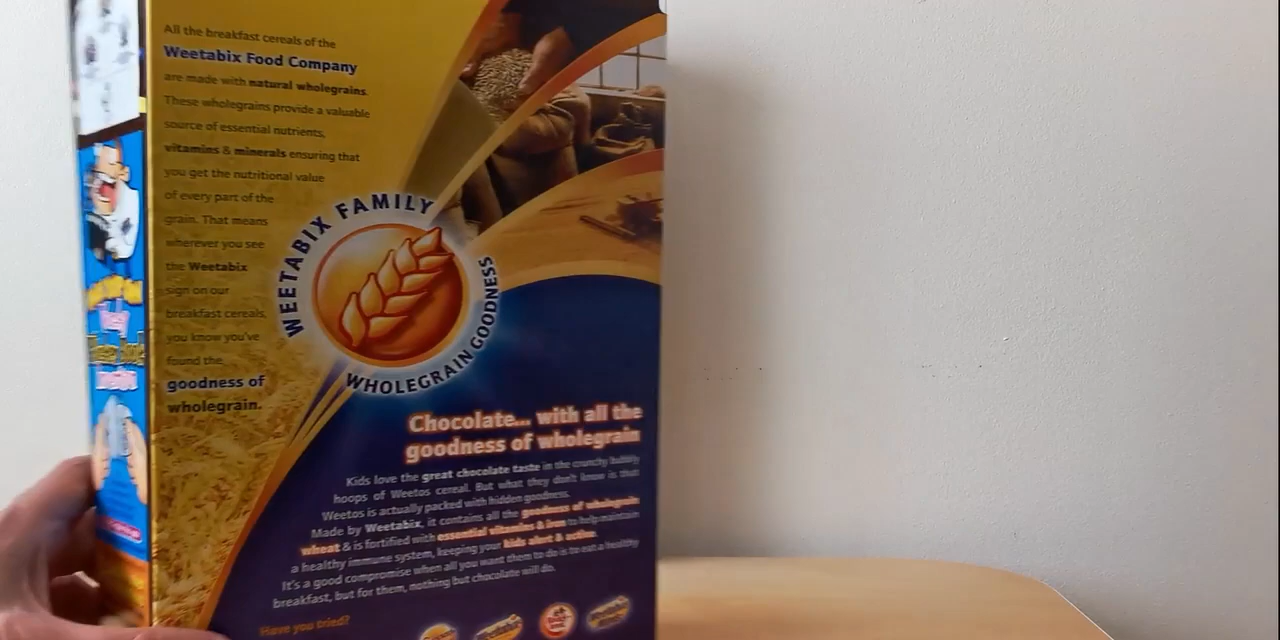 All the breakfast cereals of the
Weetabix Food Company
are made with natural wholegrains.
These wholegrains provide a valuable
source of essential nutrients,
vitamins & minerals ensuring that
you get the nutritional value
of every part of the
grain. That means
wherever you see
the Weetabix
sign on our
breakfast cereals,
you know you've
found the
goodness of
wholegrain.
WEETABIX FAMILY
WHOLEGRAIN GOODNESS
Chocolate... with all the
goodness of wholegrain
Kids love the great chocolate taste in the crunchy bubbly
hoops of Weetos cereal. But what they don't know is that
Weetos is actually packed with hidden goodness.
Made by Weetabix, it contains all the goodness of wholegrain
wheat & is fortified with essential vitamins & iron to help maintain
a healthy immune system, keeping your kids alert & active.
It's a good compromise when all you want them to do is to eat a healthy
breakfast, but for them, nothing but chocolate will do.
Have you tried?